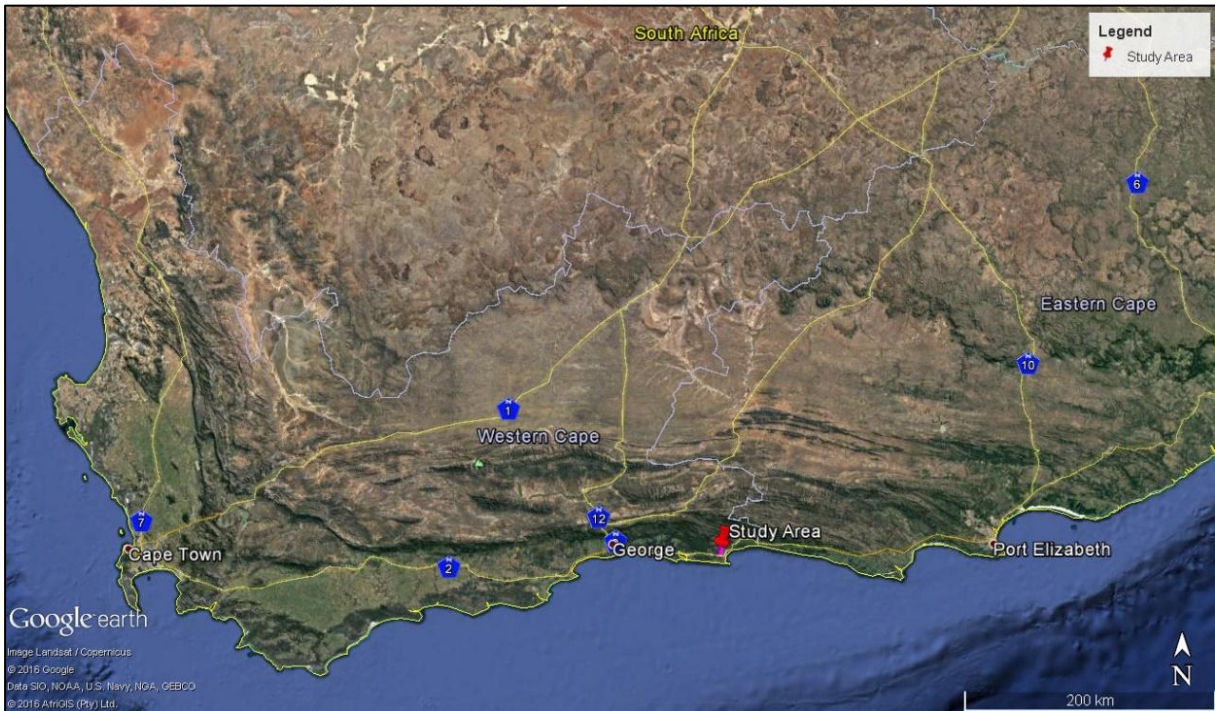 South Africa
Legend
Study Area
N
6
Eastern Cape
N
10
N
1
Western Cape
N
7
N
12
Study Area
Cape Town
George
Port Elizabeth
N
2
Google earth
Image Landsat / Copernicus
© 2016 Google
Data SIO, NOAA, U.S. Navy, NGA, GEBCO
© 2016 AfriGIS (Pty) Ltd.
N
200 km